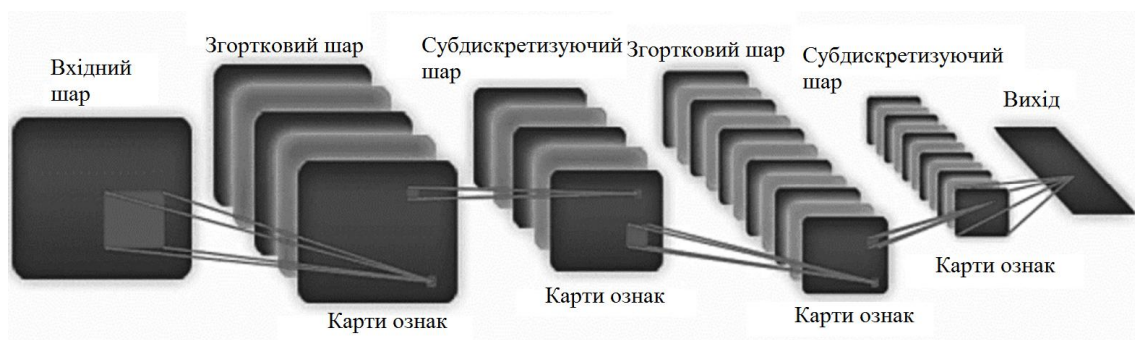 Вхідний
шар
Згортковий шар
Субдискретизуючий
шар
Згортковий шар
Субдискретизуючий
шар
Вихід
Карти ознак
Карти ознак
Карти ознак
Карти ознак